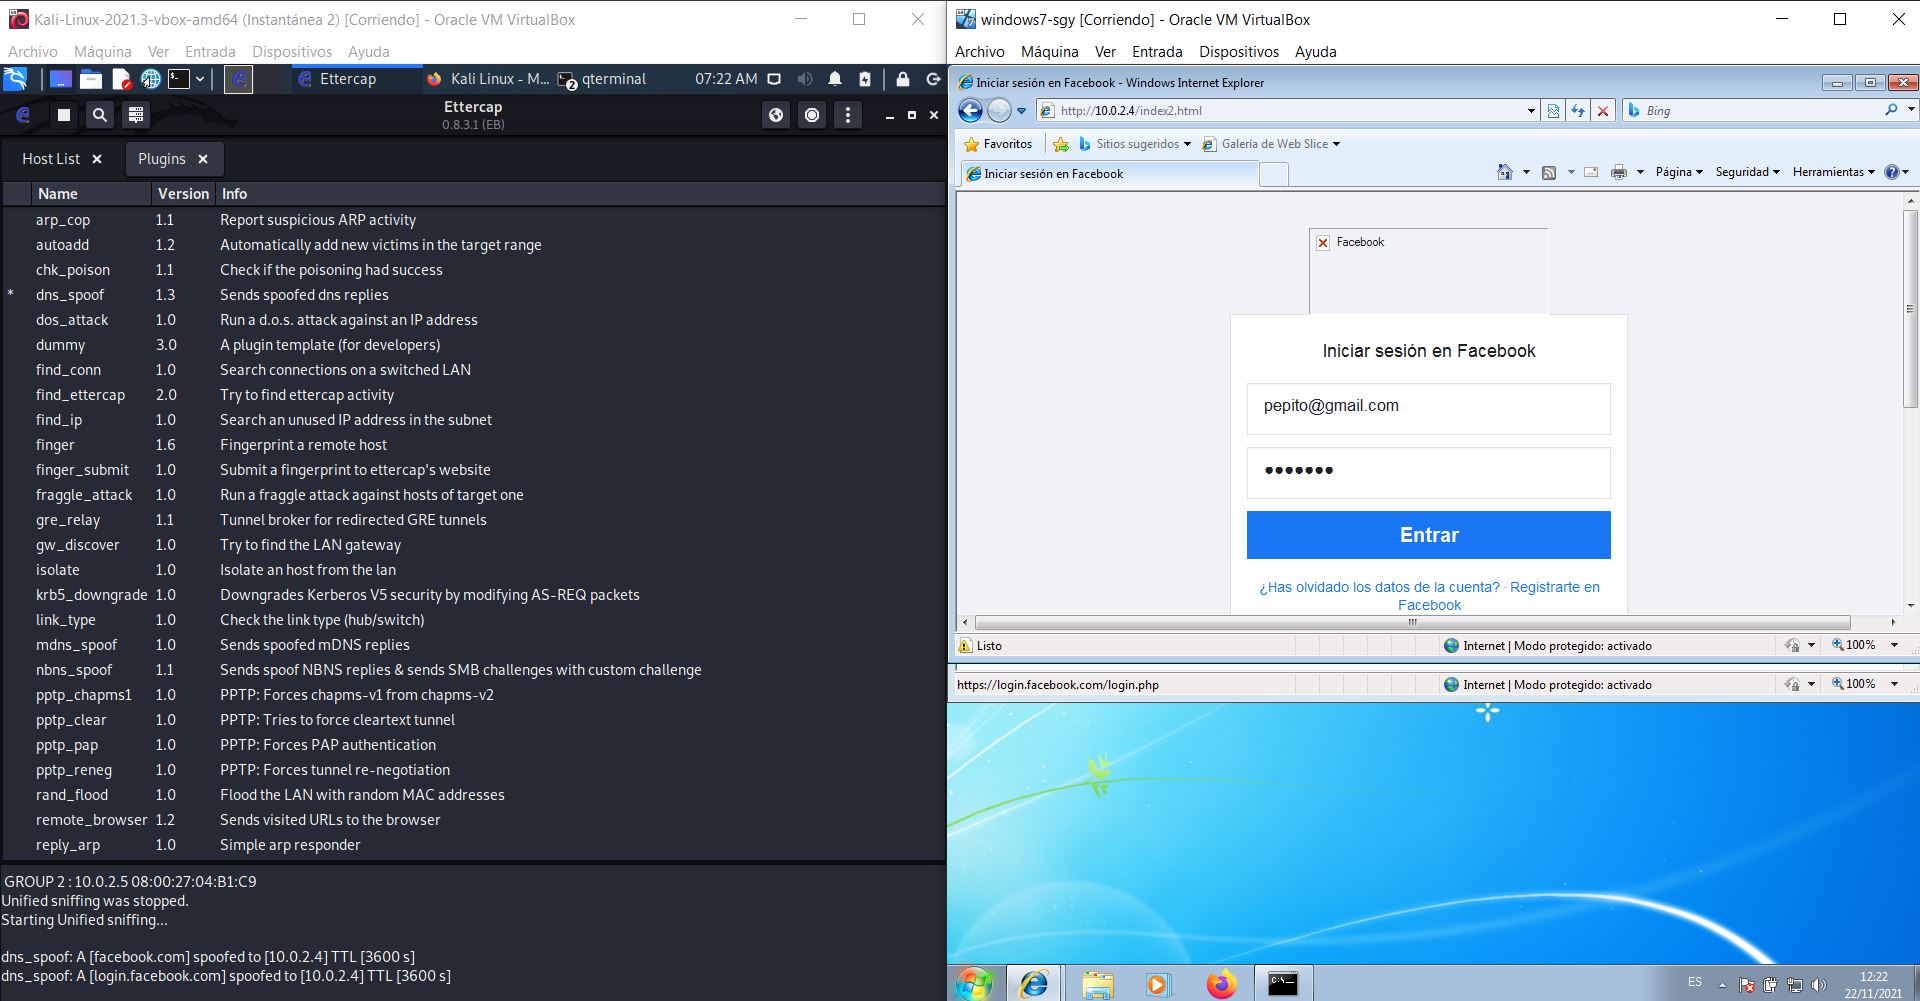 Kali-Linux-2021.3-vbox-amd64 (Instantánea 2) [Corriendo] - Oracle VM VirtualBox
Archivo Máquina Ver Entrada Dispositivos Ayuda
Ettercap Kali Linux - M... 2 qterminal 07:22 AM
Ettercap
0.8.3.1 (EB)
Host List Plugins
Name Version Info
arp_cop 1.1 Report suspicious ARP activity
autoadd 1.2 Automatically add new victims in the target range
chk_poison 1.1 Check if the poisoning had success
* dns_spoof 1.3 Sends spoofed dns replies
dos_attack 1.0 Run a d.o.s. attack against an IP address
dummy 3.0 A plugin template (for developers)
find_conn 1.0 Search connections on a switched LAN
find_ettercap 2.0 Try to find ettercap activity
find_ip 1.0 Search an unused IP address in the subnet
finger 1.6 Fingerprint a remote host
finger_submit 1.0 Submit a fingerprint to ettercap's website
fraggle_attack 1.0 Run a fraggle attack against hosts of target one
gre_relay 1.1 Tunnel broker for redirected GRE tunnels
gw_discover 1.0 Try to find the LAN gateway
isolate 1.0 Isolate an host from the lan
krb5_downgrade 1.0 Downgrades Kerberos V5 security by modifying AS-REQ packets
link_type 1.0 Check the link type (hub/switch)
mdns_spoof 1.0 Sends spoofed mDNS replies
nbns_spoof 1.1 Sends spoof NBNS replies & sends SMB challenges with custom challenge
pptp_chapms1 1.0 PPTP: Forces chapms-v1 from chapms-v2
pptp_clear 1.0 PPTP: Tries to force cleartext tunnel
pptp_pap 1.0 PPTP: Forces PAP authentication
pptp_reneg 1.0 PPTP: Forces tunnel re-negotiation
rand_flood 1.0 Flood the LAN with random MAC addresses
remote_browser 1.2 Sends visited URLs to the browser
reply_arp 1.0 Simple arp responder
GROUP 2 : 10.0.2.5 08:00:27:04:B1:C9
Unified sniffing was stopped.
Starting Unified sniffing...
dns_spoof: A [facebook.com] spoofed to [10.0.2.4] TTL [3600 s]
dns_spoof: A [login.facebook.com] spoofed to [10.0.2.4] TTL [3600 s]
windows7-sgy [Corriendo] - Oracle VM VirtualBox
Archivo Máquina Ver Entrada Dispositivos Ayuda
Iniciar sesión en Facebook - Windows Internet Explorer
http://10.0.2.4/index2.html Bing
Favoritos Sitios sugeridos Galería de Web Slice
Iniciar sesión en Facebook Página Seguridad Herramientas
Facebook
Iniciar sesión en Facebook
pepito@gmail.com
•••••••
Entrar
¿Has olvidado los datos de la cuenta? · Registrarte en
Facebook
Listo Internet | Modo protegido: activado 100%
https://login.facebook.com/login.php Internet | Modo protegido: activado 100%
ES 12:22
22/11/2021